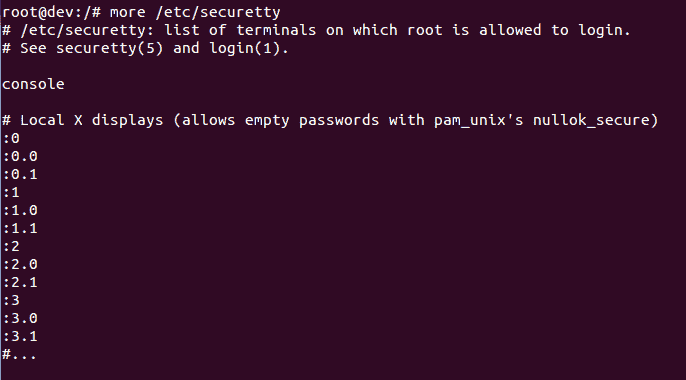 root@dev:/# more /etc/securetty
# /etc/securetty: list of terminals on which root is allowed to login.
# See securetty(5) and login(1).
console
# Local X displays (allows empty passwords with pam_unix's nullok_secure)
:0
:0.0
:0.1
:1
:1.0
:1.1
:2
:2.0
:2.1
:3
:3.0
:3.1
#...